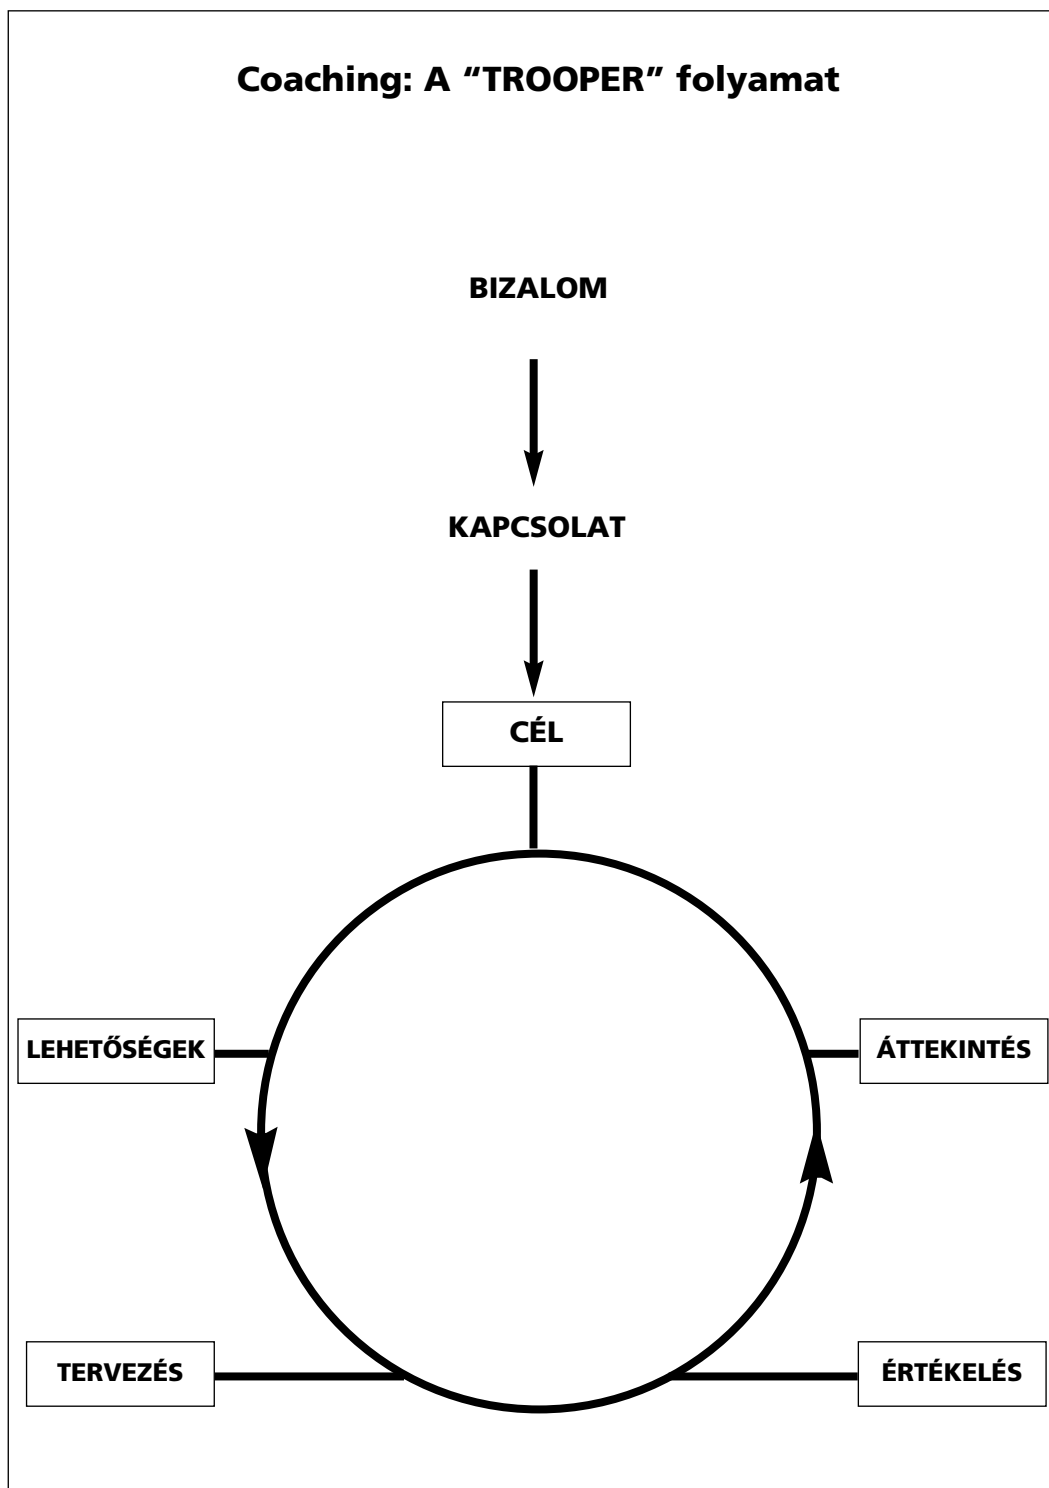 Coaching: A “TROOPER” folyamat
BIZALOM
KAPCSOLAT
CÉL
LEHETŐSÉGEK
ÁTTEKINTÉS
TERVEZÉS
ÉRTÉKELÉS